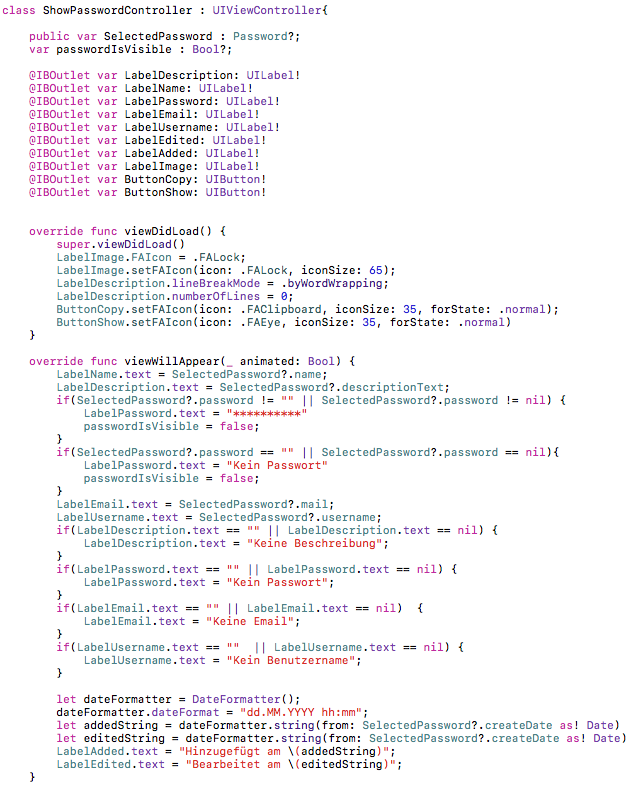 class ShowPasswordController : UIViewController{
public var SelectedPassword : Password?;
var passwordIsVisible : Bool?;
@IBOutlet var LabelDescription: UILabel!
@IBOutlet var LabelName: UILabel!
@IBOutlet var LabelPassword: UILabel!
@IBOutlet var LabelEmail: UILabel!
@IBOutlet var LabelUsername: UILabel!
@IBOutlet var LabelEdited: UILabel!
@IBOutlet var LabelAdded: UILabel!
@IBOutlet var LabelImage: UILabel!
@IBOutlet var ButtonCopy: UIButton!
@IBOutlet var ButtonShow: UIButton!
override func viewDidLoad() {
super.viewDidLoad()
LabelImage.FAIcon = .FALock;
LabelImage.setFAIcon(icon: .FALock, iconSize: 65);
LabelDescription.lineBreakMode = .byWordWrapping;
LabelDescription.numberOfLines = 0;
ButtonCopy.setFAIcon(icon: .FAClipboard, iconSize: 35, forState: .normal);
ButtonShow.setFAIcon(icon: .FAEye, iconSize: 35, forState: .normal)
}
override func viewWillAppear(_ animated: Bool) {
LabelName.text = SelectedPassword?.name;
LabelDescription.text = SelectedPassword?.descriptionText;
if(SelectedPassword?.password != "" || SelectedPassword?.password != nil) {
LabelPassword.text = "**********"
passwordIsVisible = false;
}
if(SelectedPassword?.password == "" || SelectedPassword?.password == nil){
LabelPassword.text = "Kein Passwort"
passwordIsVisible = false;
}
LabelEmail.text = SelectedPassword?.mail;
LabelUsername.text = SelectedPassword?.username;
if(LabelDescription.text == "" || LabelDescription.text == nil) {
LabelDescription.text = "Keine Beschreibung";
}
if(LabelPassword.text == "" || LabelPassword.text == nil) {
LabelPassword.text = "Kein Passwort";
}
if(LabelEmail.text == "" || LabelEmail.text == nil)  {
LabelEmail.text = "Keine Email";
}
if(LabelUsername.text == ""  || LabelUsername.text == nil) {
LabelUsername.text = "Kein Benutzername";
}
let dateFormatter = DateFormatter();
dateFormatter.dateFormat = "dd.MM.YYYY hh:mm";
let addedString = dateFormatter.string(from: SelectedPassword?.createDate as! Date)
let editedString = dateFormatter.string(from: SelectedPassword?.createDate as! Date)
LabelAdded.text = "Hinzugefügt am \(addedString)";
LabelEdited.text = "Bearbeitet am \(editedString)";
}